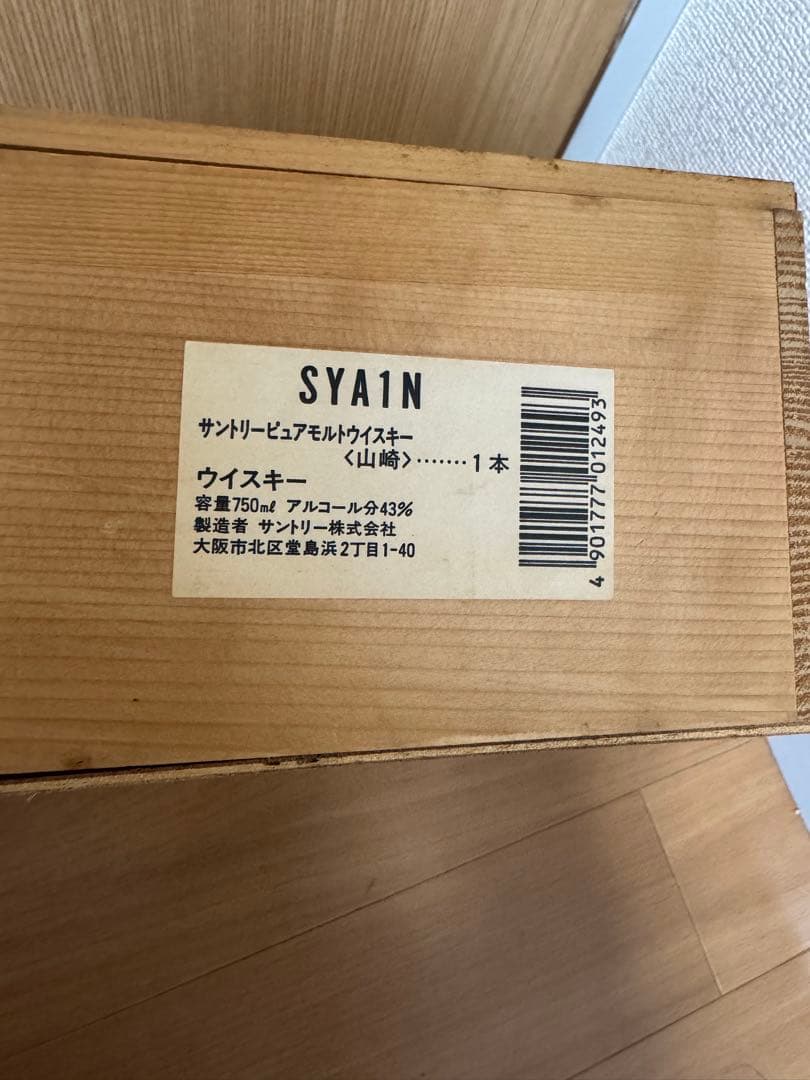 SYA1N
サントリーピュアモルトウイスキー
〈山崎〉‥‥‥‥1本
ウイスキー
容量750㎖ アルコール分43%
製造者 サントリー株式会社
大阪市北区堂島浜2丁目1-40
4 901777 012493